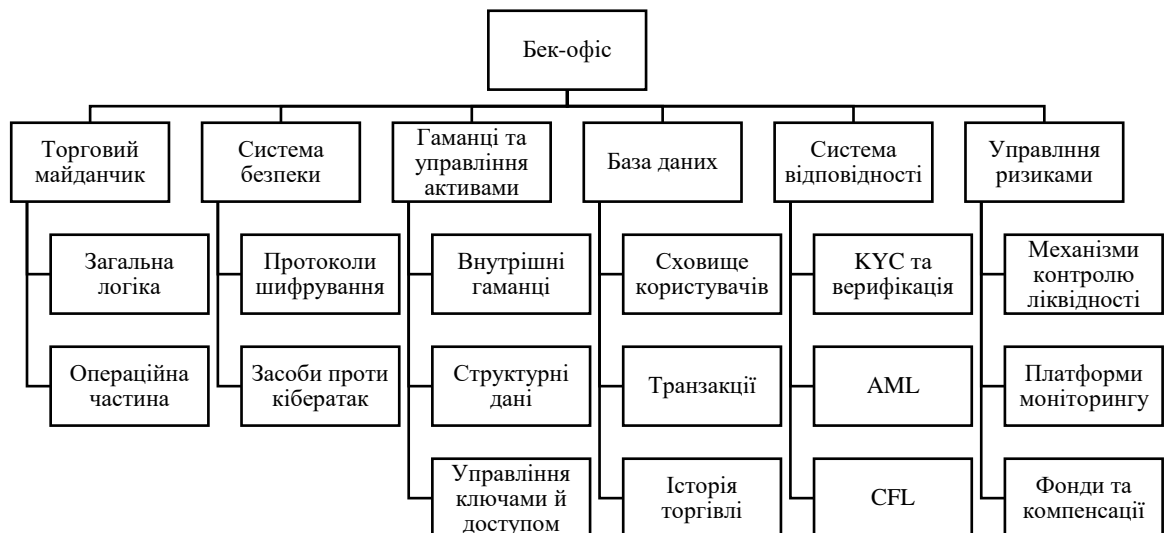 Бек-офіс
Торговий
майданчик
Система
безпеки
Гаманці та
управління
активами
База даних
Система
відповідності
Управлння
ризиками
Загальна
логіка
Протоколи
шифрування
Внутрішні
гаманці
Сховище
користувачів
KYC та
верифікація
Механізми
контролю
ліквідності
Операційна
частина
Засоби проти
кібератак
Структурні
дані
Транзакції
AML
Платформи
моніторингу
Управління
ключами й
доступом
Історія
торгівлі
CFL
Фонди та
компенсації